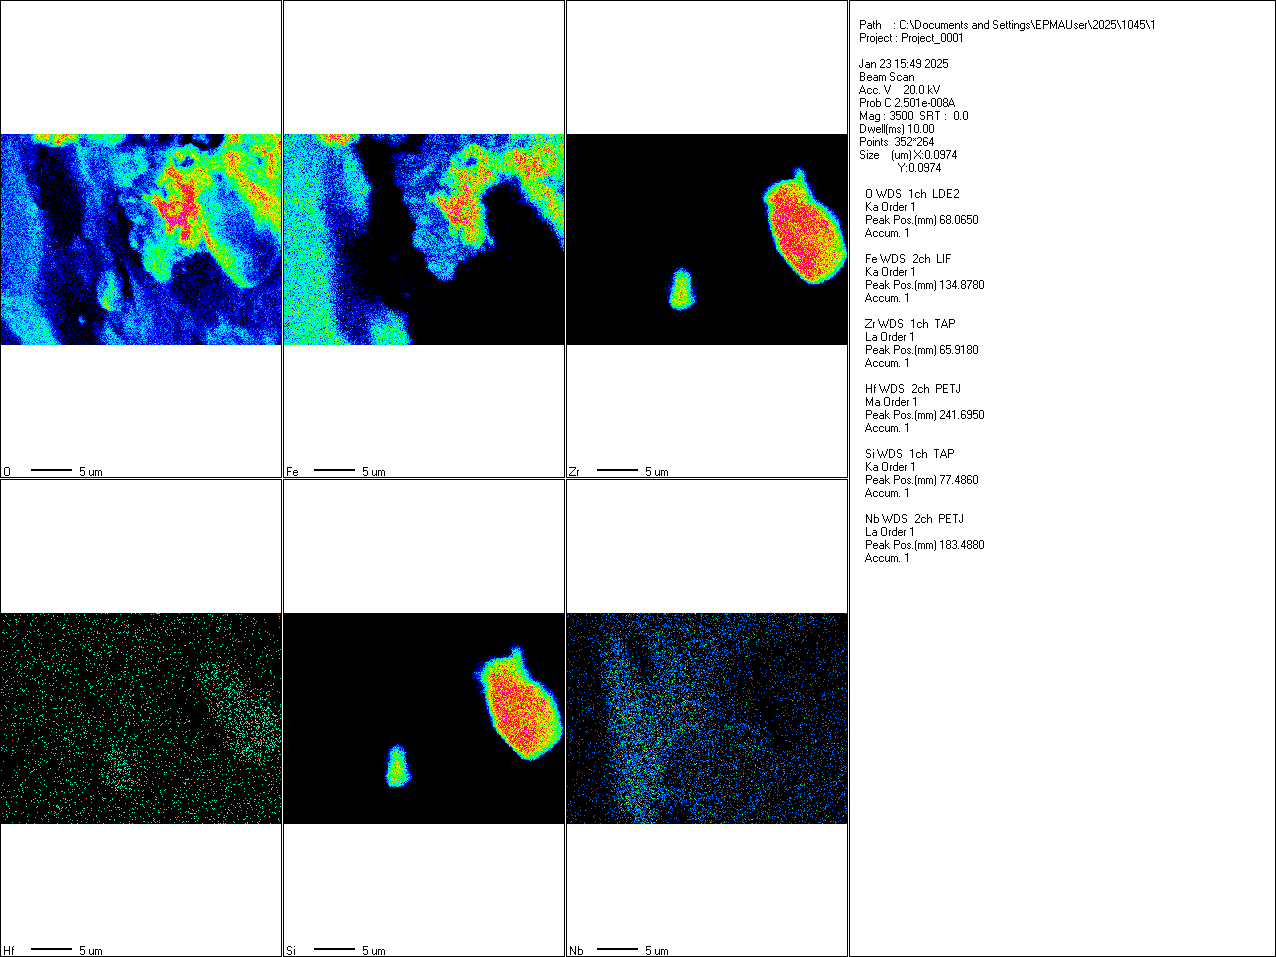 Path : C:\Documents and Settings\EPMAUser\2025\1045\1
Project : Project_0001
Jan 23 15:49 2025
Beam Scan
Acc. V 20.0 kV
Prob C 2.501e-008A
Mag : 3500 SRT : 0.0
Dwell(ms) 10.00
Points 352*264
Size (um) X:0.0974
Y:0.0974
O WDS 1ch LDE2
Ka Order 1
Peak Pos.(mm) 68.0650
Accum. 1
Fe WDS 2ch LIF
Ka Order 1
Peak Pos.(mm) 134.8780
Accum. 1
Zr WDS 1ch TAP
La Order 1
Peak Pos.(mm) 65.9180
Accum. 1
Hf WDS 2ch PETJ
Ma Order 1
Peak Pos.(mm) 241.6950
Accum. 1
Si WDS 1ch TAP
Ka Order 1
Peak Pos.(mm) 77.4860
Accum. 1
Nb WDS 2ch PETJ
La Order 1
Peak Pos.(mm) 183.4880
Accum. 1
O 5 um
Fe 5 um
Zr 5 um
Hf 5 um
Si 5 um
Nb 5 um